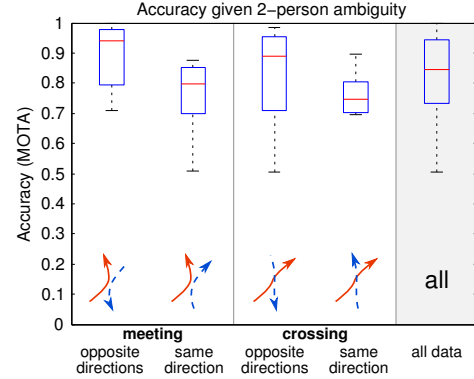 Accuracy given 2-person ambiguity
Accuracy (MOTA)
1
0.9
0.8
0.7
0.6
0.5
0.4
0.3
0.2
0.1
0
all
meeting
crossing
opposite directions
same direction
opposite directions
same direction
all data